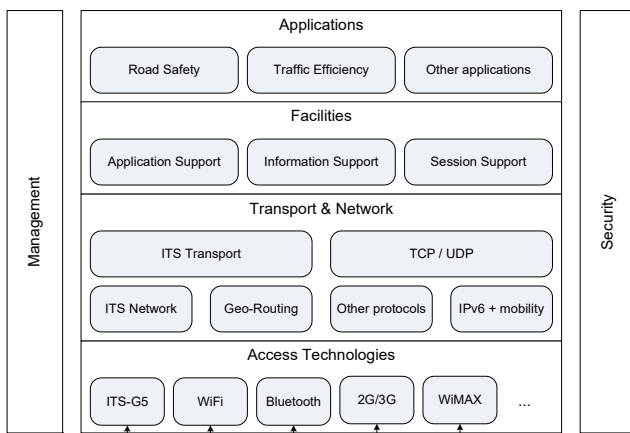 Applications
Road Safety
Traffic Efficiency
Other applications
Facilities
Application Support
Information Support
Session Support
Management
Security
Transport & Network
ITS Transport
TCP / UDP
ITS Network
Geo-Routing
Other protocols
IPv6 + mobility
Access Technologies
ITS-G5
WiFi
Bluetooth
2G/3G
WiMAX
...